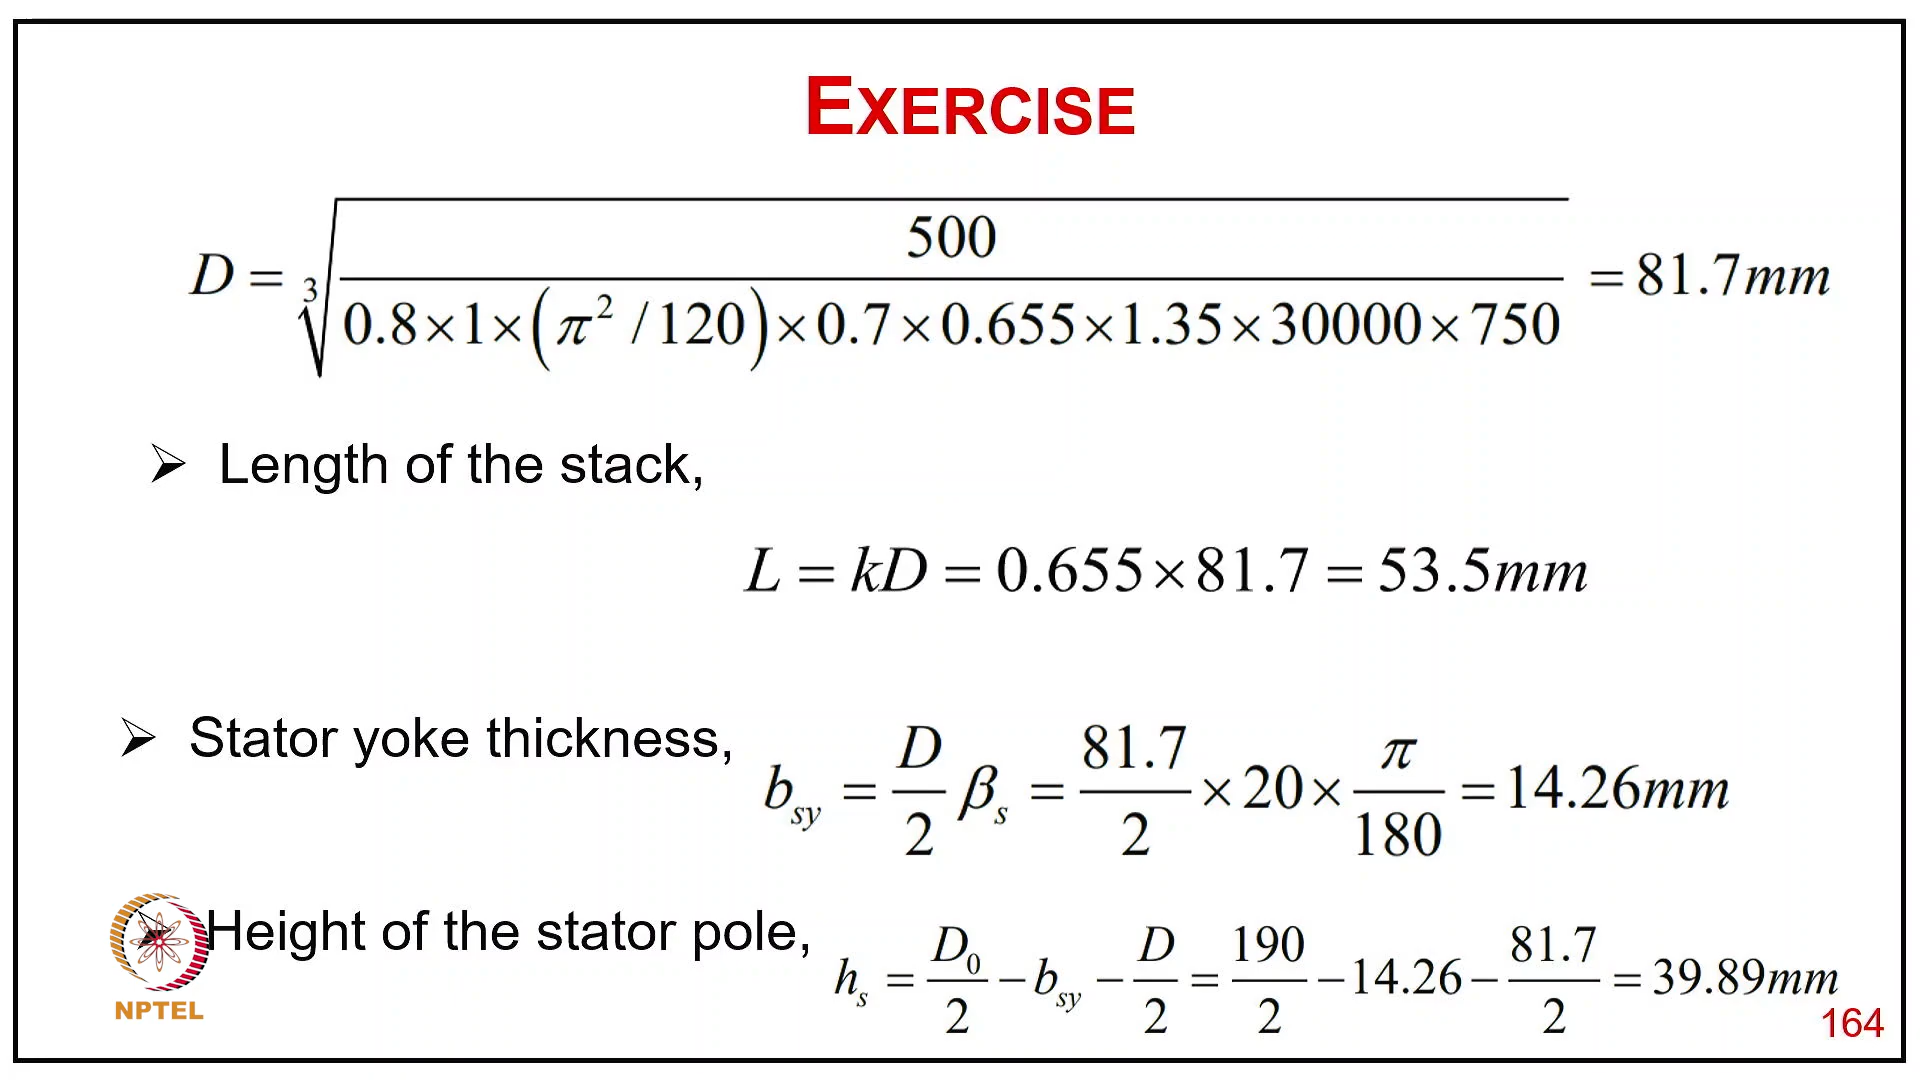 EXERCISE
D = ∛(500 / (0.8×1×(π²/120)×0.7×0.655×1.35×30000×750)) = 81.7mm
➢ Length of the stack,
L = kD = 0.655×81.7 = 53.5mm
➢ Stator yoke thickness, b_sy = D/2 β_s = 81.7/2 ×20× π/180 = 14.26mm
➢ Height of the stator pole, h_s = D_0/2 − b_sy − D/2 = 190/2 −14.26− 81.7/2 = 39.89mm
NPTEL
164